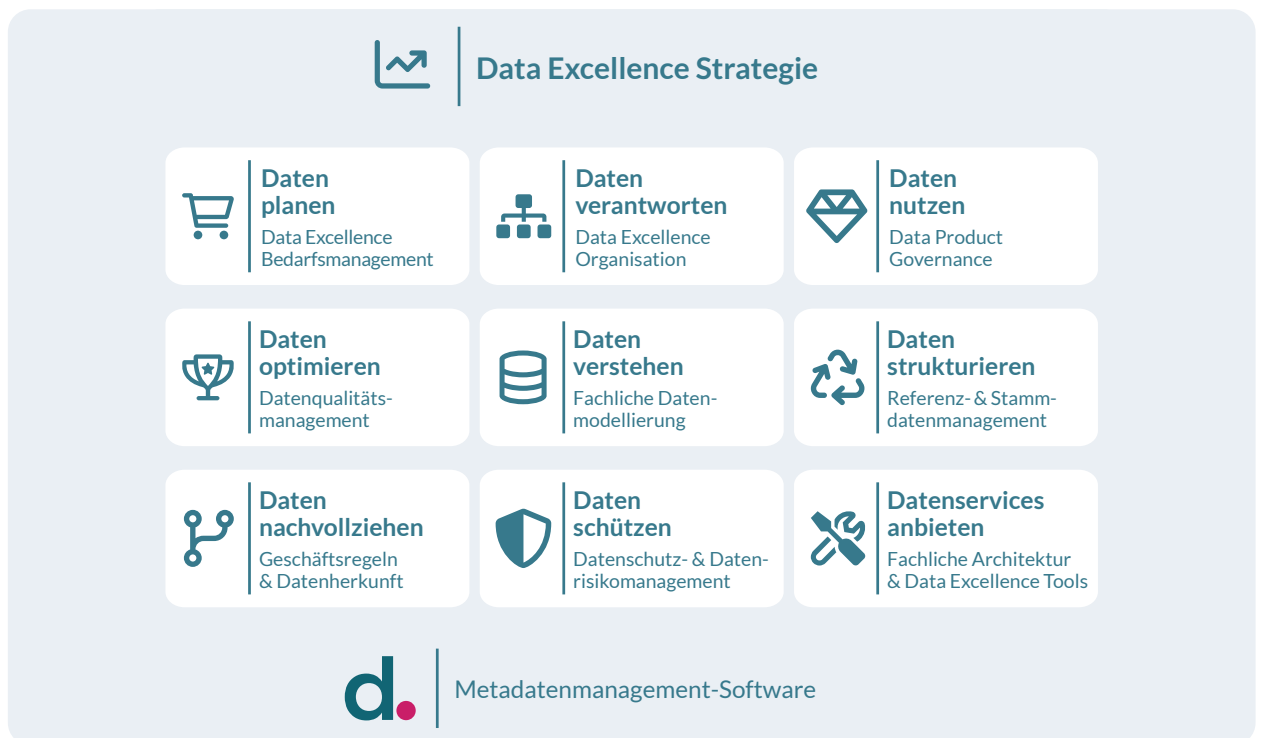 Data Excellence Strategie
Daten
planen
Data Excellence
Bedarfsmanagement
Daten
verantworten
Data Excellence
Organisation
Daten
nutzen
Data Product
Governance
Daten
optimieren
Datenqualitäts-
management
Daten
verstehen
Fachliche Daten-
modellierung
Daten
strukturieren
Referenz- & Stamm-
datenmanagement
Daten
nachvollziehen
Geschäftsregeln
& Datenherkunft
Daten
schützen
Datenschutz- & Daten-
risikomanagement
Datenservices
anbieten
Fachliche Architektur
& Data Excellence Tools
d.
Metadatenmanagement-Software